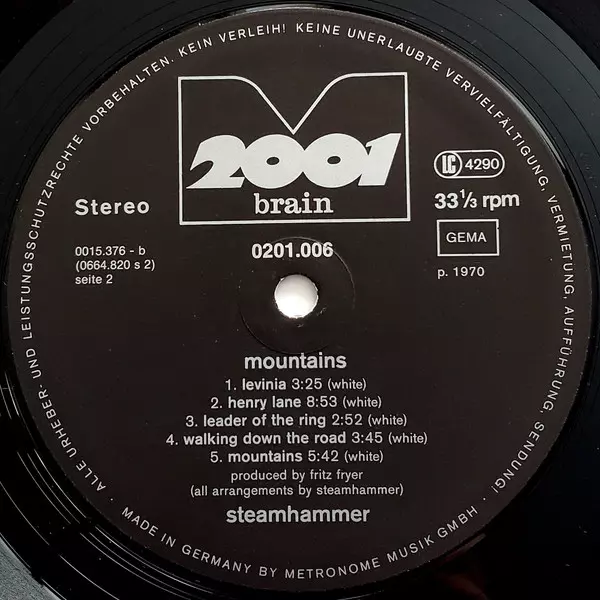 ALLE URHEBER- UND LEISTUNGSSCHUTZRECHTE VORBEHALTEN. KEIN VERLEIH! KEINE UNERLAUBTE VERVIELFÄLTIGUNG, VERMIETUNG, AUFFÜHRUNG, SENDUNG!
2001
brain
Stereo
LC 4290
33 1/3 rpm
0015.376 - b
(0664.820 s 2)
seite 2
0201.006
GEMA
p. 1970
mountains
1. levinia 3:25 (white)
2. henry lane 8:53 (white)
3. leader of the ring 2:52 (white)
4. walking down the road 3:45 (white)
5. mountains 5:42 (white)
produced by fritz fryer
(all arrangements by steamhammer)
steamhammer
• MADE IN GERMANY BY METRONOME MUSIK GMBH •